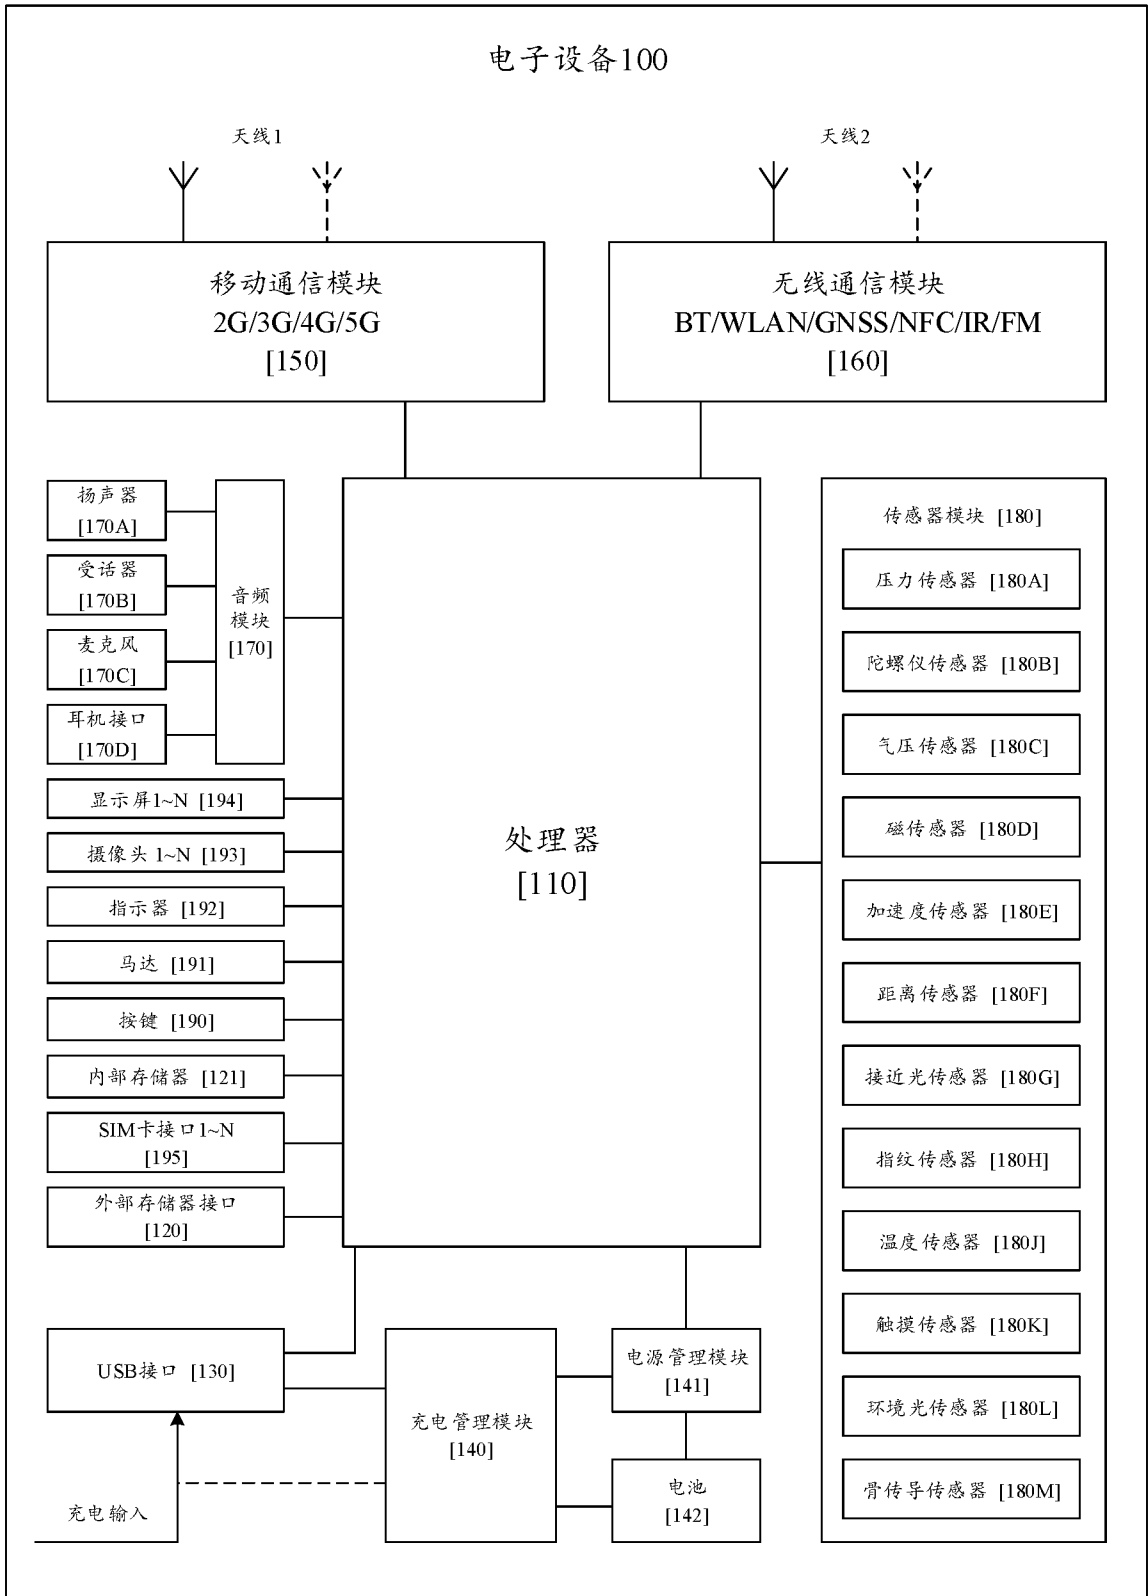 电子设备100
天线1
天线2
移动通信模块
2G/3G/4G/5G
[150]
无线通信模块
BT/WLAN/GNSS/NFC/IR/FM
[160]
扬声器
[170A]
受话器
[170B]
麦克风
[170C]
耳机接口
[170D]
音频
模块
[170]
显示屏1~N [194]
摄像头 1~N [193]
指示器 [192]
马达 [191]
按键 [190]
内部存储器 [121]
SIM卡接口1~N
[195]
外部存储器接口
[120]
处理器
[110]
传感器模块 [180]
压力传感器 [180A]
陀螺仪传感器 [180B]
气压传感器 [180C]
磁传感器 [180D]
加速度传感器 [180E]
距离传感器 [180F]
接近光传感器 [180G]
指纹传感器 [180H]
温度传感器 [180J]
触摸传感器 [180K]
环境光传感器 [180L]
骨传导传感器 [180M]
USB接口 [130]
充电输入
充电管理模块
[140]
电源管理模块
[141]
电池
[142]